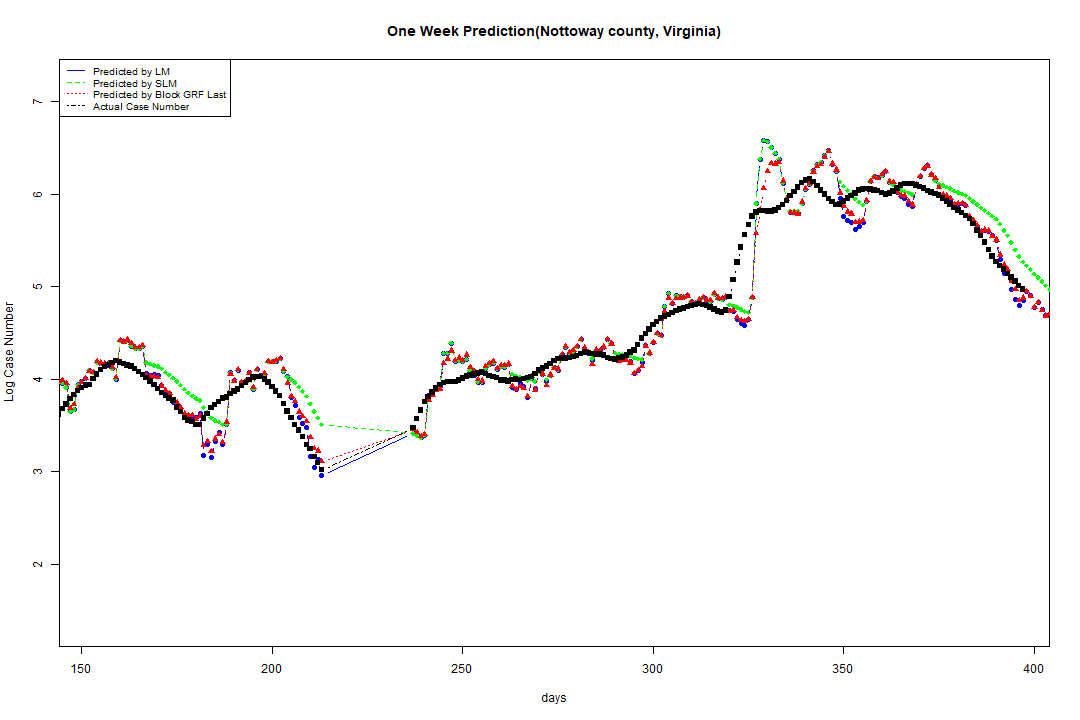 One Week Prediction(Nottoway county, Virginia)
Predicted by LM
Predicted by SLM
Predicted by Block GRF Last
Actual Case Number
7
6
5
4
3
2
Log Case Number
150 200 250 300 350 400
days